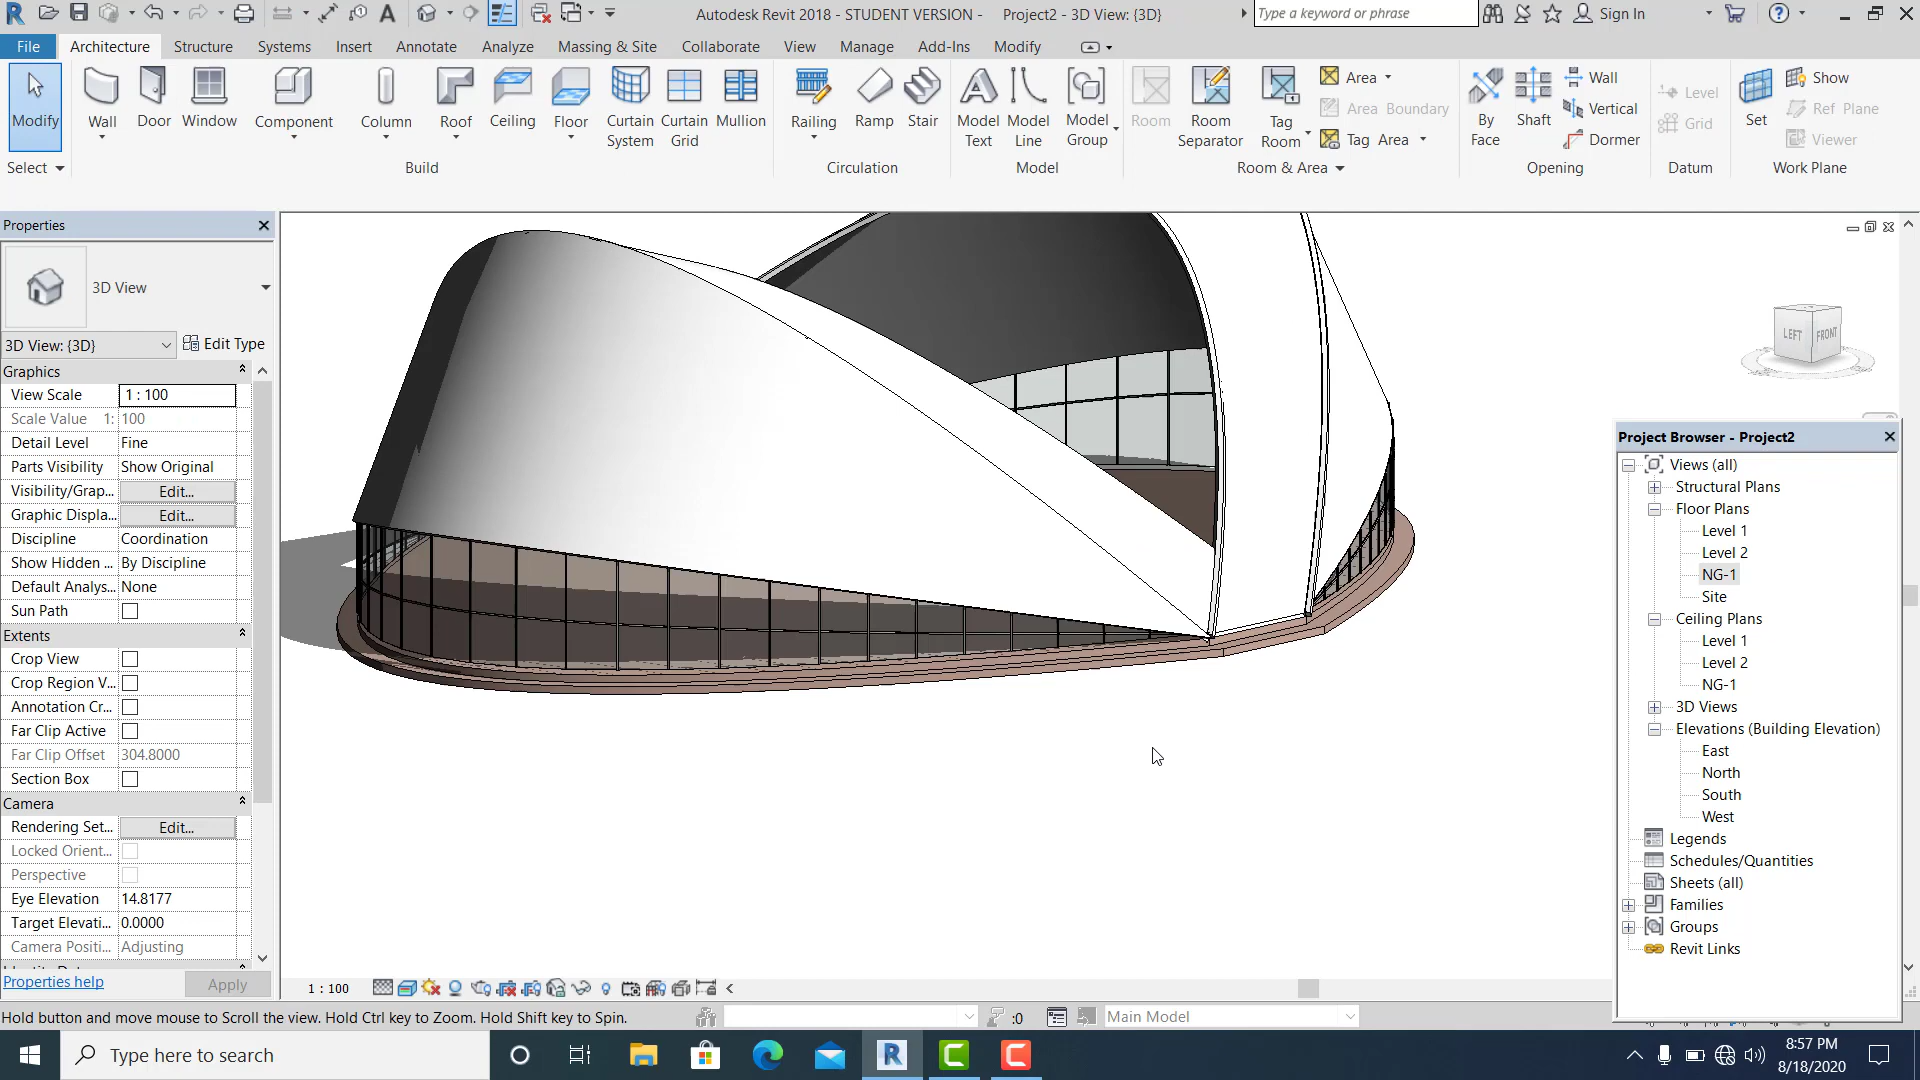 Autodesk Revit 2018 - STUDENT VERSION - Project2 - 3D View: {3D}
Type a keyword or phrase
Sign In
File Architecture Structure Systems Insert Annotate Analyze Massing & Site Collaborate View Manage Add-Ins Modify
Modify Wall Door Window Component Column Roof Ceiling Floor Curtain System Curtain Grid Mullion Railing Ramp Stair Model Text Model Line Model Group Room Room Separator Tag Room
Area
Area Boundary
Tag Area
By Face
Shaft
Wall
Vertical
Dormer
Level
Grid
Set
Show
Ref Plane
Viewer
Select Build Circulation Model Room & Area Opening Datum Work Plane
Properties
3D View
3D View: {3D} Edit Type
Graphics
View Scale 1 : 100
Scale Value 1: 100
Detail Level Fine
Parts Visibility Show Original
Visibility/Grap... Edit...
Graphic Displa... Edit...
Discipline Coordination
Show Hidden ... By Discipline
Default Analys... None
Sun Path
Extents
Crop View
Crop Region V...
Annotation Cr...
Far Clip Active
Far Clip Offset 304.8000
Section Box
Camera
Rendering Set... Edit...
Locked Orient...
Perspective
Eye Elevation 14.8177
Target Elevati... 0.0000
Camera Positi... Adjusting
Properties help Apply
LEFT FRONT
Project Browser - Project2
Views (all)
Structural Plans
Floor Plans
Level 1
Level 2
NG-1
Site
Ceiling Plans
Level 1
Level 2
NG-1
3D Views
Elevations (Building Elevation)
East
North
South
West
Legends
Schedules/Quantities
Sheets (all)
Families
Groups
Revit Links
1 : 100
Hold button and move mouse to Scroll the view. Hold Ctrl key to Zoom. Hold Shift key to Spin.
:0
Main Model
Type here to search
8:57 PM
8/18/2020